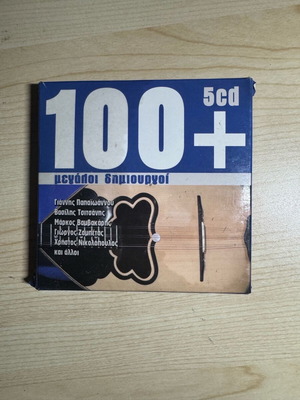 5cd
100+
μεγάλοι δημιουργοί
Γιάννης Παπαϊωάννου
Βασίλης Τσιτσάνης
Μάρκος Βαμβακάρης
Γιώργος Ζαμπέτας
Χρήστος Νικολόπουλος
και άλλοι